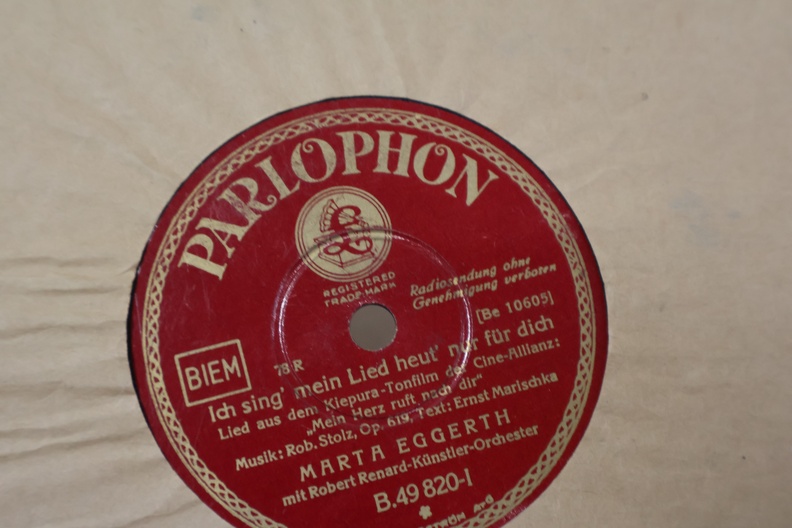 PARLOPHON
£
REGISTERED
TRADE-MARK
Radiosendung ohne
Genehmigung verboten
[Be 10605]
BIEM
78R
Ich sing' mein Lied heut' nur für dich
Lied aus dem Kiepura-Tonfilm der Cine-Allianz:
„Mein Herz ruft nach dir"
Musik: Rob. Stolz, Op. 619, Text: Ernst Marischka
MARTA EGGERTH
mit Robert Renard-Künstler-Orchester
B.49 820-I